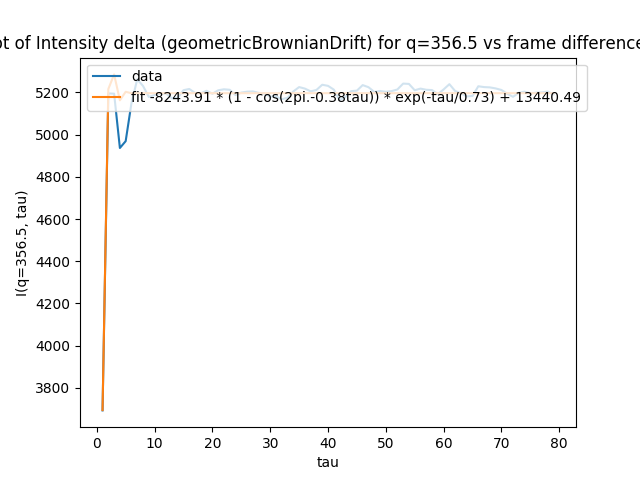 ot of Intensity delta (geometricBrownianDrift) for q=356.5 vs frame difference
data
fit -8243.91 * (1 - cos(2pi.-0.38tau)) * exp(-tau/0.73) + 13440.49
I(q=356.5, tau)
5200
5000
4800
4600
4400
4200
4000
3800
0 10 20 30 40 50 60 70 80
tau